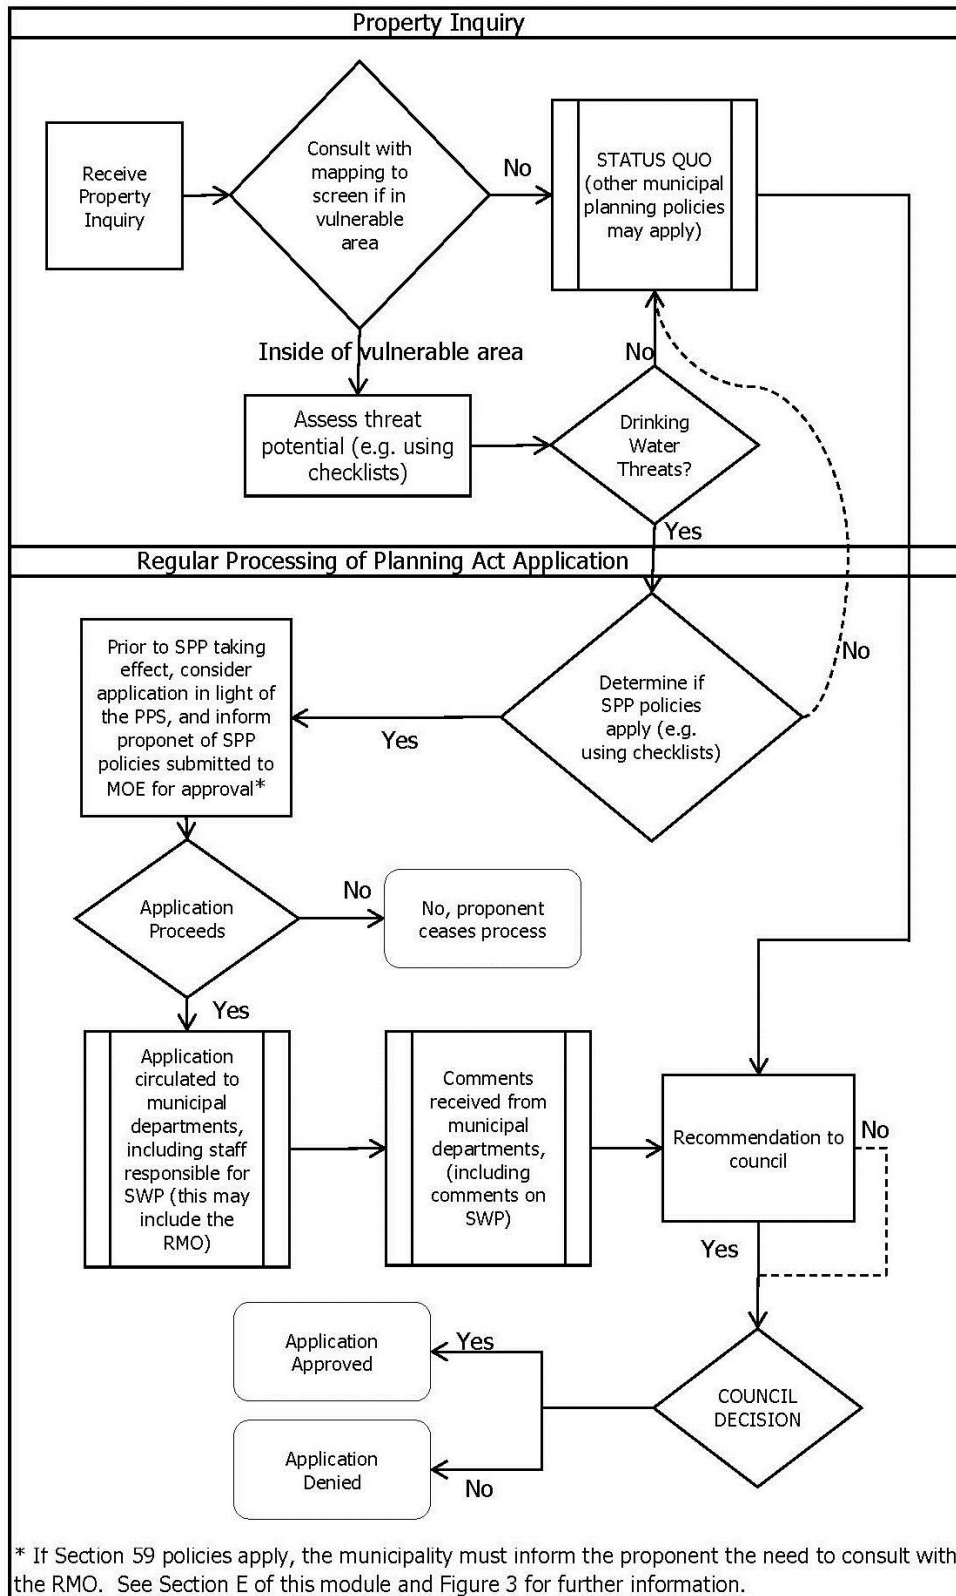 Property Inquiry
Receive
Property
Inquiry
Consult with
mapping to
screen if in
vulnerable
area
No
STATUS QUO
(other municipal
planning policies
may apply)
Inside of vulnerable area
Assess threat
potential (e.g. using
checklists)
No
Drinking
Water
Threats?
Yes
Regular Processing of Planning Act Application
Prior to SPP taking
effect, consider
application in light of
the PPS, and inform
proponet of SPP
policies submitted to
MOE for approval*
Yes
Determine if
SPP policies
apply (e.g.
using checklists)
No
Application
Proceeds
No
No, proponent
ceases process
Yes
Application
circulated to
municipal
departments,
including staff
responsible for
SWP (this may
include the
RMO)
Comments
received from
municipal
departments,
(including
comments on
SWP)
Recommendation to
council
No
Yes
Application
Approved
Yes
COUNCIL
DECISION
Application
Denied
No
* If Section 59 policies apply, the municipality must inform the proponent the need to consult with
the RMO.  See Section E of this module and Figure 3 for further information.